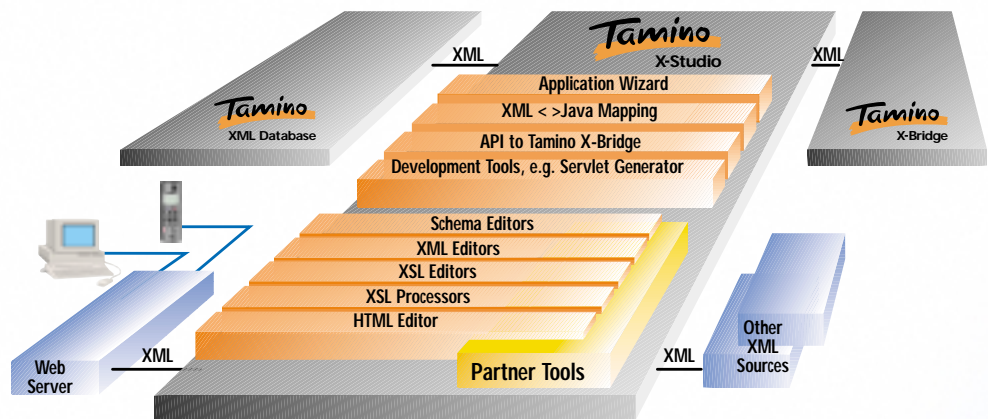 Tamino
X-Studio
XML
XML
Tamino
XML Database
Tamino
X-Bridge
Application Wizard
XML < >Java Mapping
API to Tamino X-Bridge
Development Tools, e.g. Servlet Generator
Schema Editors
XML Editors
XSL Editors
XSL Processors
HTML Editor
Partner Tools
Web
Server
XML
XML
Other
XML
Sources